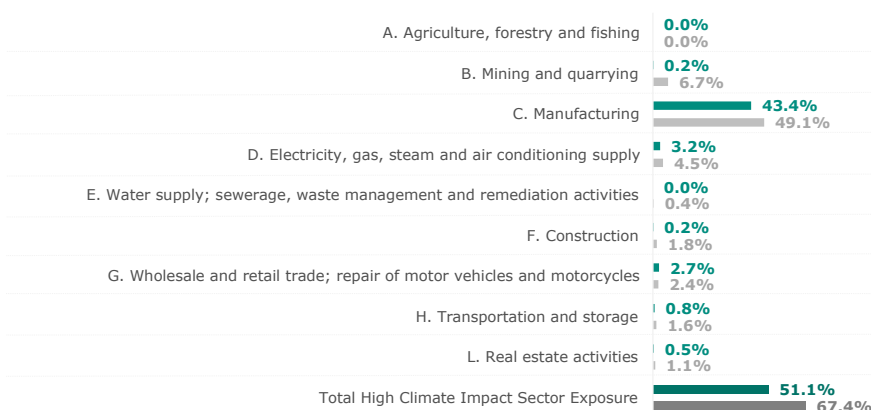 A. Agriculture, forestry and fishing
0.0%
0.0%
B. Mining and quarrying
0.2%
6.7%
C. Manufacturing
43.4%
49.1%
D. Electricity, gas, steam and air conditioning supply
3.2%
4.5%
E. Water supply; sewerage, waste management and remediation activities
0.0%
0.4%
F. Construction
0.2%
1.8%
G. Wholesale and retail trade; repair of motor vehicles and motorcycles
2.7%
2.4%
H. Transportation and storage
0.8%
1.6%
L. Real estate activities
0.5%
1.1%
Total High Climate Impact Sector Exposure
51.1%
67.4%